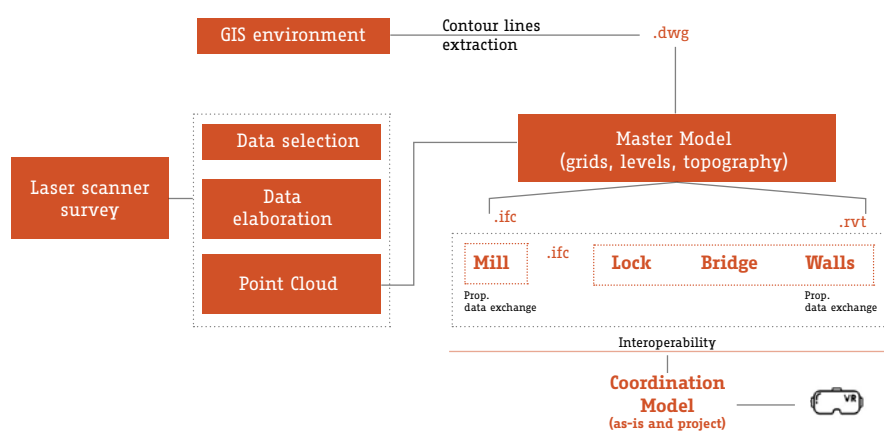 GIS environment
Contour lines
extraction
.dwg
Data selection
Master Model
(grids, levels, topography)
Laser scanner
survey
Data
elaboration
Point Cloud
.ifc
.rvt
Mill
.ifc
Lock
Bridge
Walls
Prop.
data exchange
Prop.
data exchange
Interoperability
Coordination
Model
(as-is and project)
VR